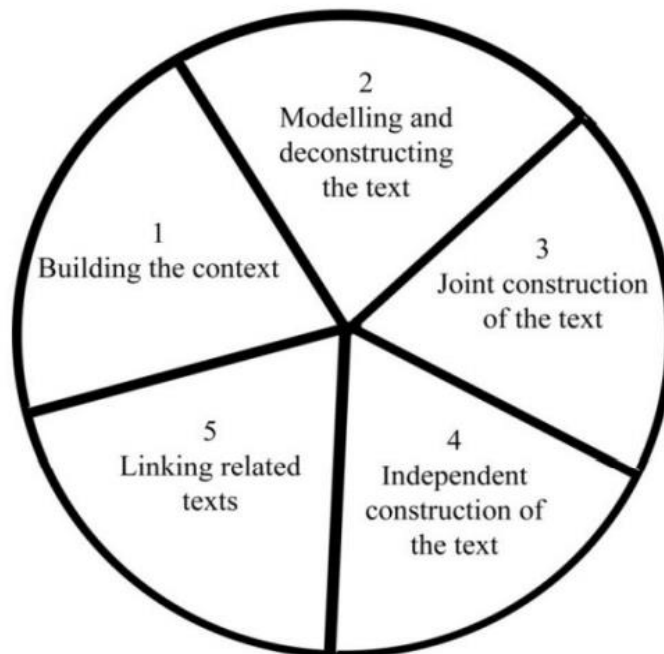 1
Building the context
2
Modelling and
deconstructing
the text
3
Joint construction
of the text
4
Independent
construction of
the text
5
Linking related
texts